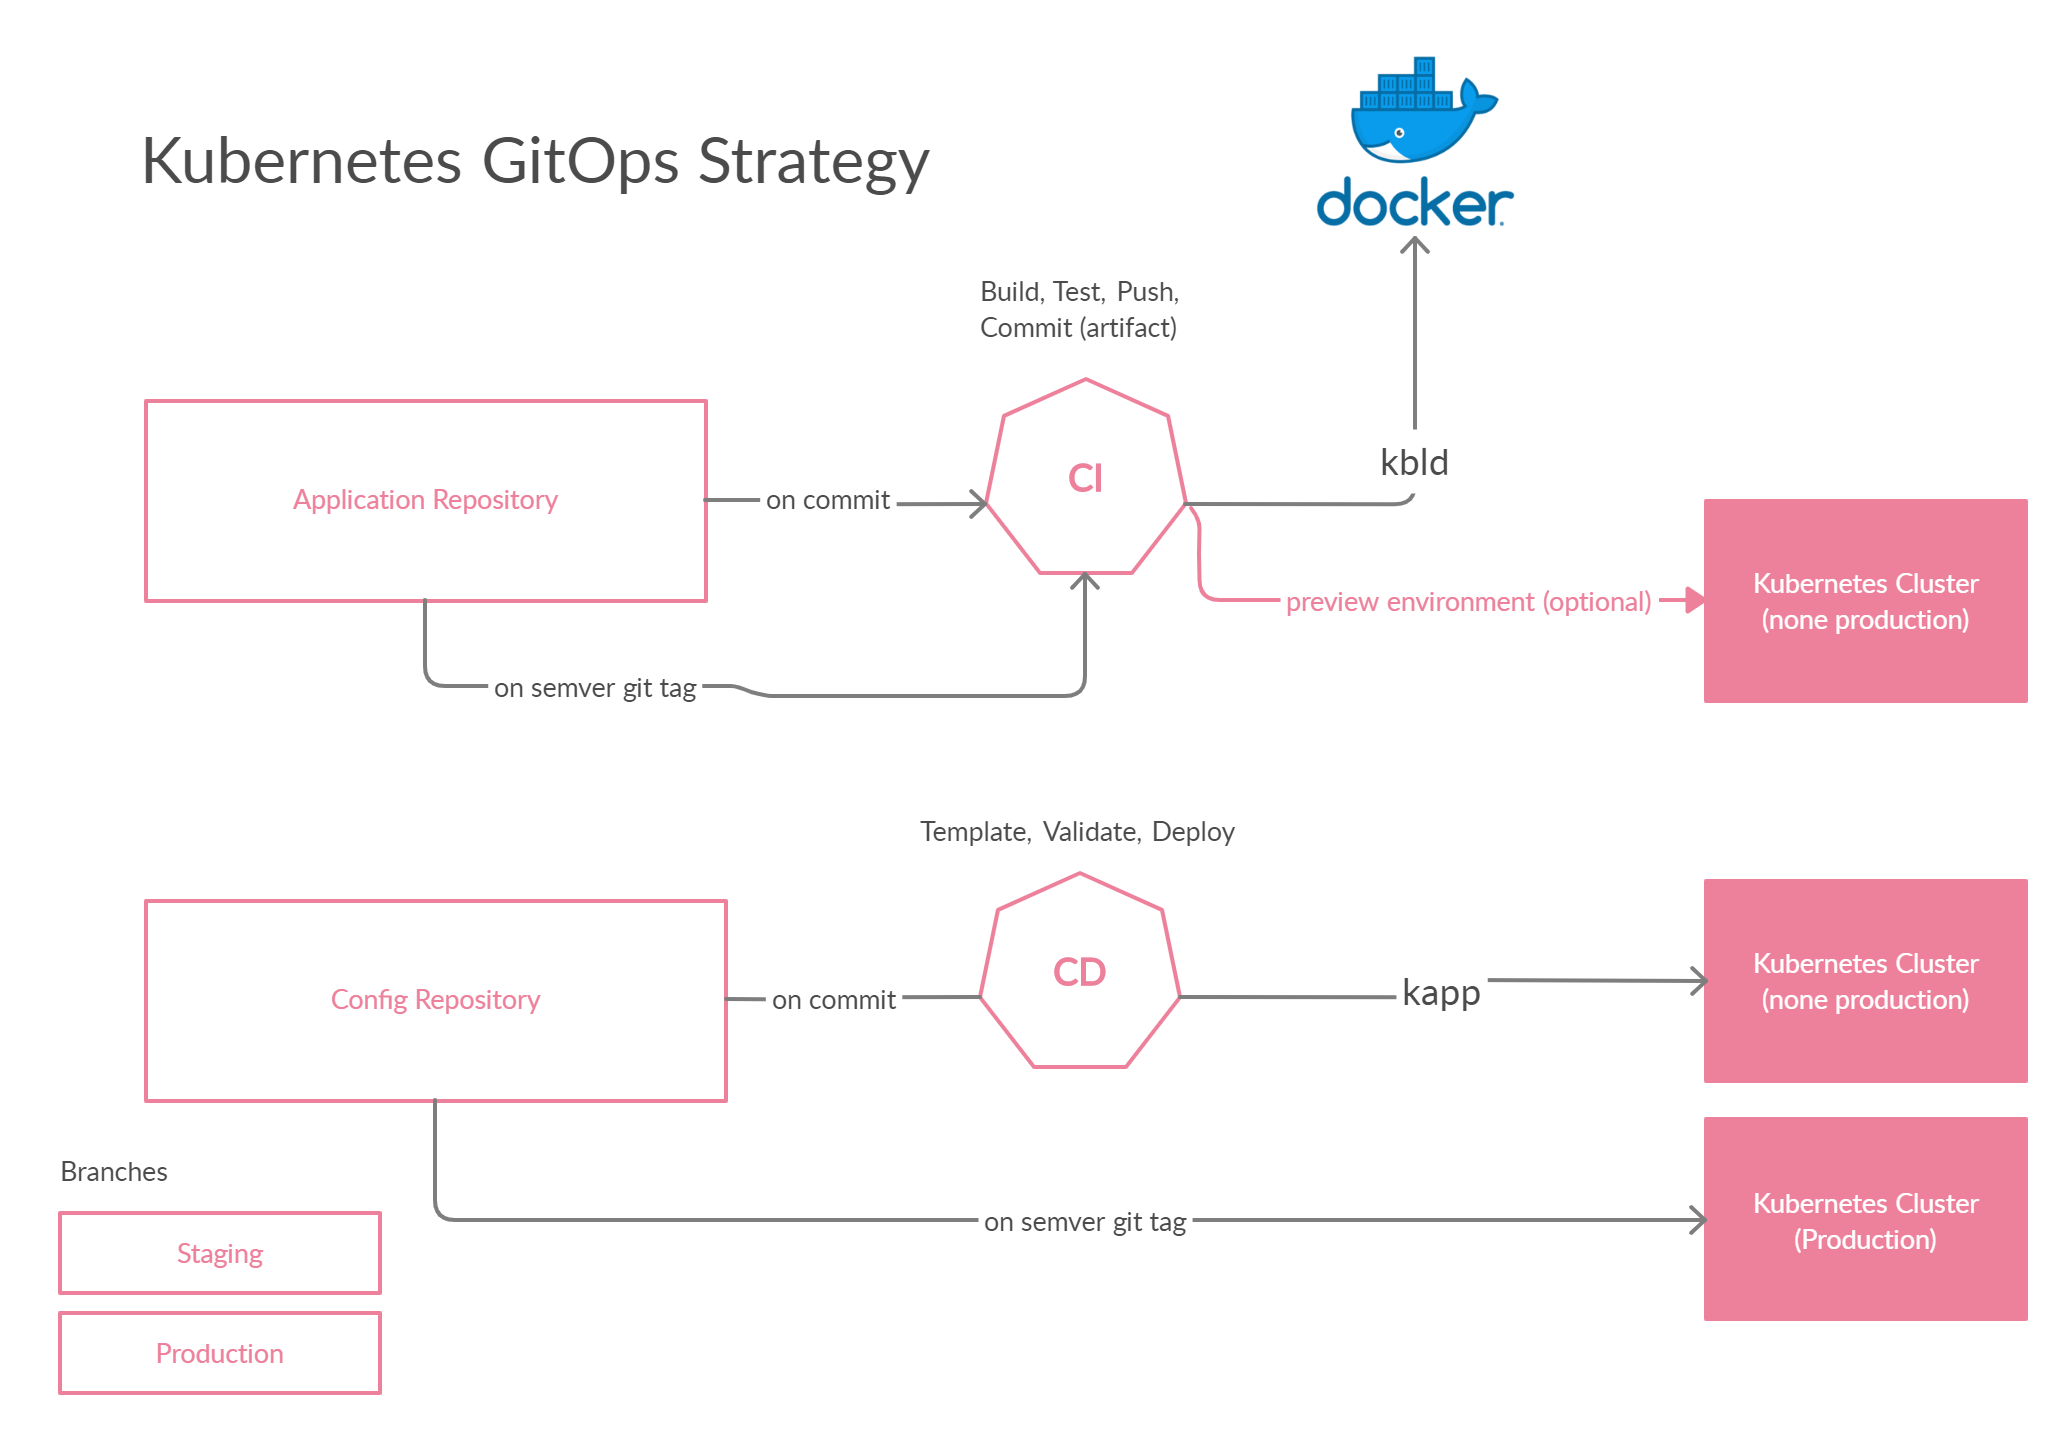 Kubernetes GitOps Strategy
docker
Build, Test, Push,
Commit (artifact)
Application Repository
on commit
CI
kbld
on semver git tag
preview environment (optional)
Kubernetes Cluster
(none production)
Template, Validate, Deploy
Config Repository
on commit
CD
kapp
Kubernetes Cluster
(none production)
on semver git tag
Kubernetes Cluster
(Production)
Branches
Staging
Production